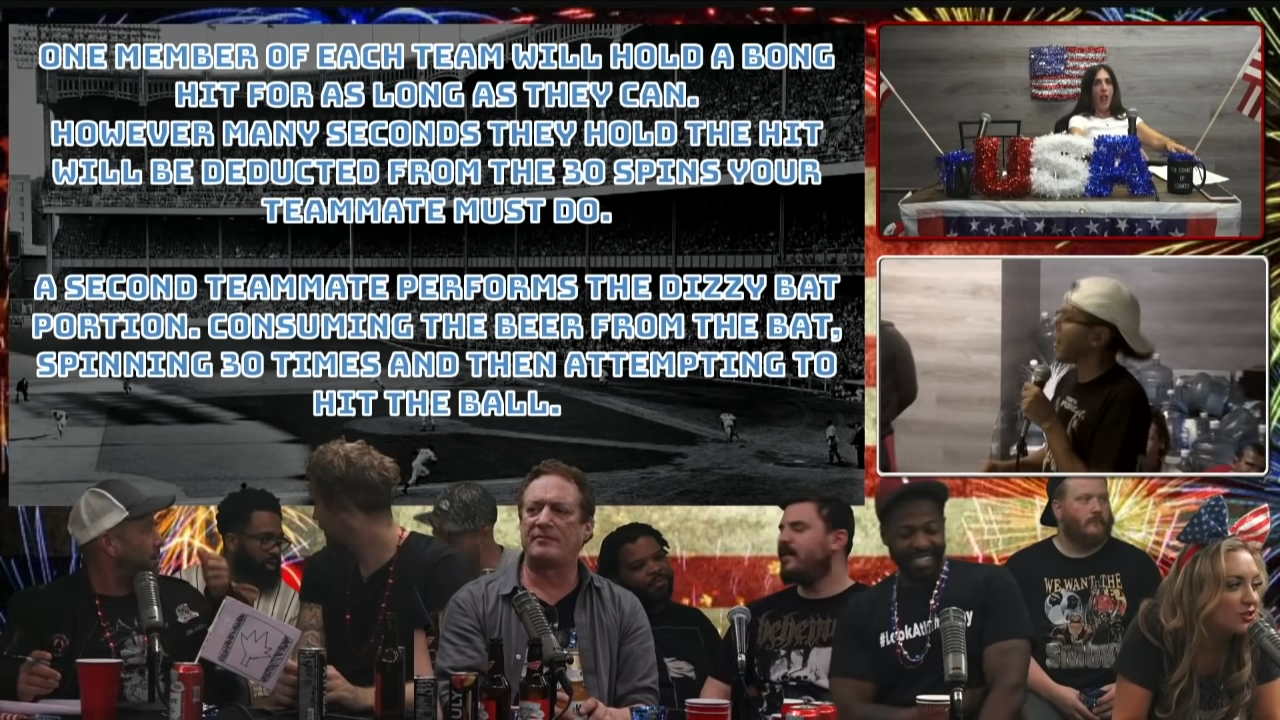 ONE MEMBER OF EACH TEAM WILL HOLD A BONG
HIT FOR AS LONG AS THEY CAN.
HOWEVER MANY SECONDS THEY HOLD THE HIT
WILL BE DEDUCTED FROM THE 30 SPINS YOUR
TEAMMATE MUST DO.
A SECOND TEAMMATE PERFORMS THE DIZZY BAT
PORTION. CONSUMING THE BEER FROM THE BAT,
SPINNING 30 TIMES AND THEN ATTEMPTING TO
HIT THE BALL.
USA
WE WANT THE